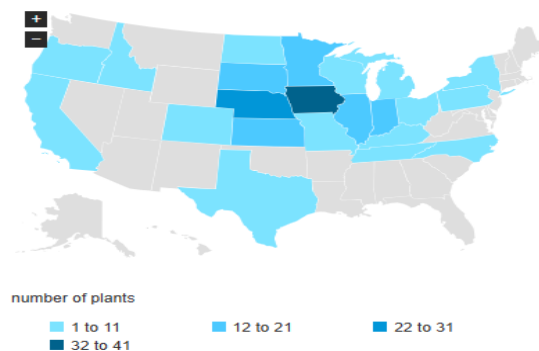 +
−
number of plants
1 to 11 12 to 21 22 to 31
32 to 41